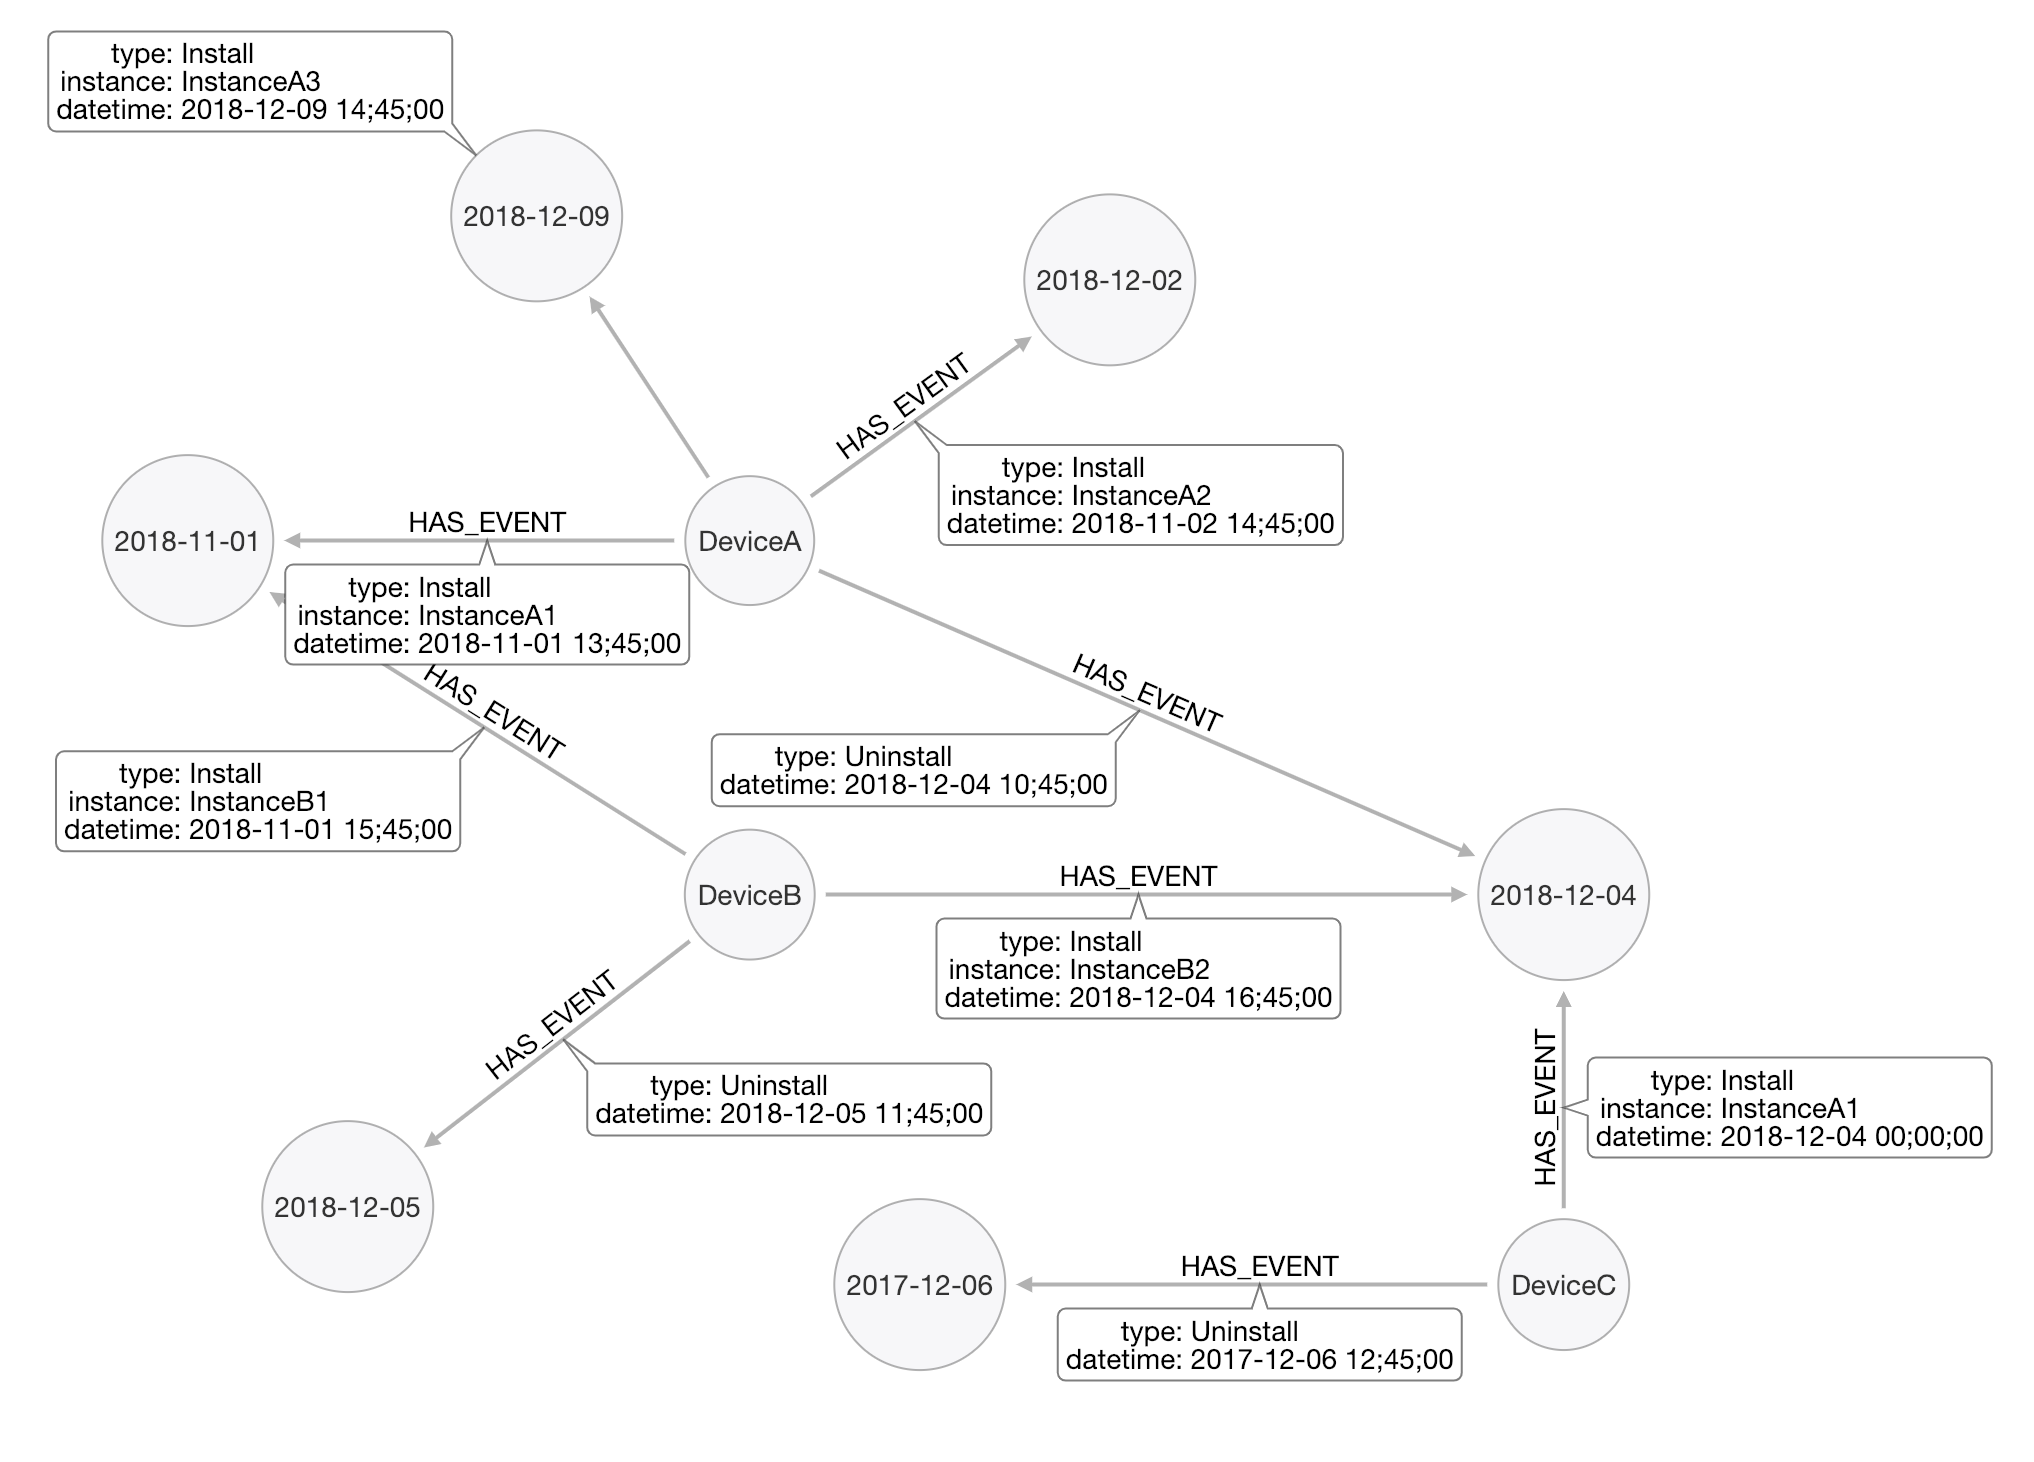 type: Install
instance: InstanceA3
datetime: 2018-12-09 14;45;00
2018-12-09
2018-12-02
HAS_EVENT
type: Install
instance: InstanceA2
datetime: 2018-11-02 14;45;00
2018-11-01
HAS_EVENT
DeviceA
type: Install
instance: InstanceA1
datetime: 2018-11-01 13;45;00
HAS_EVENT
HAS_EVENT
type: Uninstall
datetime: 2018-12-04 10;45;00
type: Install
instance: InstanceB1
datetime: 2018-11-01 15;45;00
DeviceB
HAS_EVENT
2018-12-04
type: Install
instance: InstanceB2
datetime: 2018-12-04 16;45;00
HAS_EVENT
type: Uninstall
datetime: 2018-12-05 11;45;00
HAS_EVENT
type: Install
instance: InstanceA1
datetime: 2018-12-04 00;00;00
2018-12-05
2017-12-06
HAS_EVENT
DeviceC
type: Uninstall
datetime: 2017-12-06 12;45;00